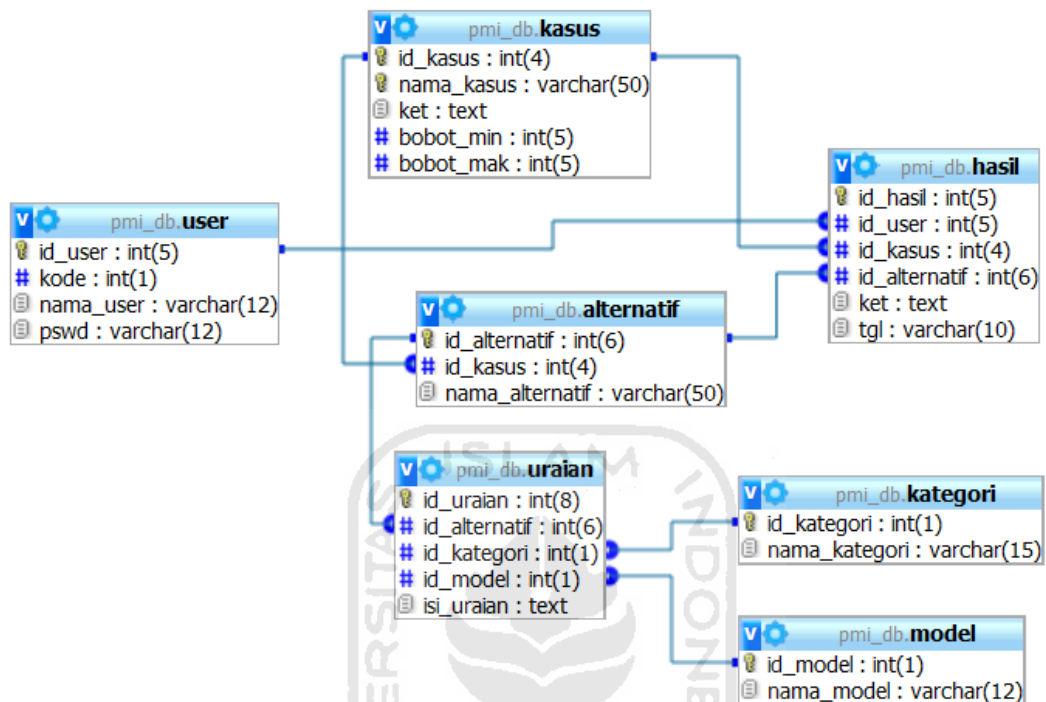 pmi_db.kasus
id_kasus : int(4)
nama_kasus : varchar(50)
ket : text
# bobot_min : int(5)
# bobot_mak : int(5)
pmi_db.hasil
id_hasil : int(5)
# id_user : int(5)
# id_kasus : int(4)
# id_alternatif : int(6)
ket : text
tgl : varchar(10)
pmi_db.user
id_user : int(5)
# kode : int(1)
nama_user : varchar(12)
pswd : varchar(12)
pmi_db.alternatif
id_alternatif : int(6)
# id_kasus : int(4)
nama_alternatif : varchar(50)
pmi_db.uraian
id_uraian : int(8)
# id_alternatif : int(6)
# id_kategori : int(1)
# id_model : int(1)
isi_uraian : text
pmi_db.kategori
id_kategori : int(1)
nama_kategori : varchar(15)
pmi_db.model
id_model : int(1)
nama_model : varchar(12)
ISLAM